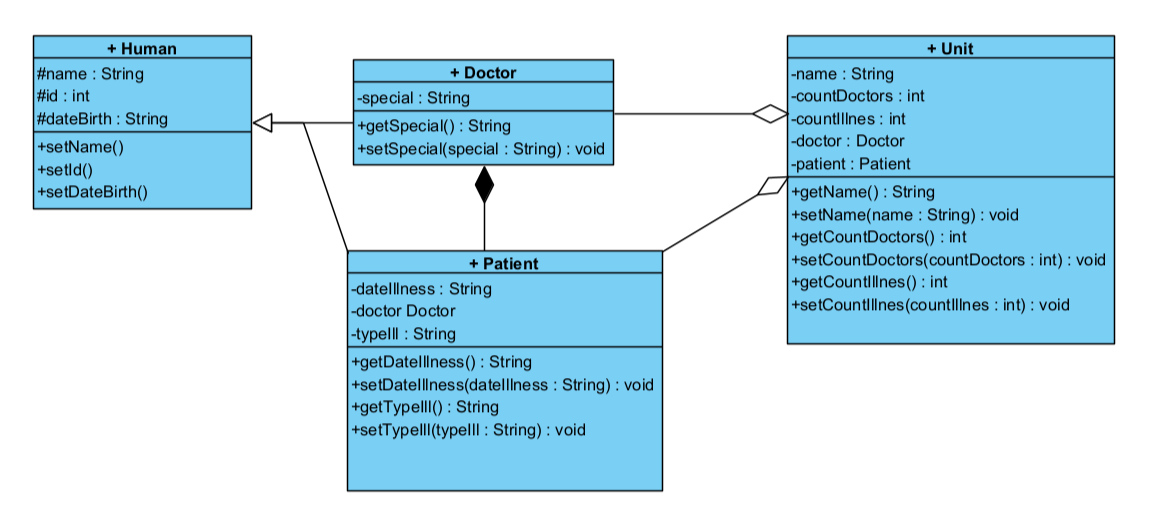 + Human
#name : String
#id : int
#dateBirth : String
+setName()
+setId()
+setDateBirth()
+ Doctor
-special : String
+getSpecial() : String
+setSpecial(special : String) : void
+ Patient
-dateIllness : String
-doctor Doctor
-typeIll : String
+getDateIllness() : String
+setDateIllness(dateIllness : String) : void
+getTypeIll() : String
+setTypeIll(typeIll : String) : void
+ Unit
-name : String
-countDoctors : int
-countIllnes : int
-doctor : Doctor
-patient : Patient
+getName() : String
+setName(name : String) : void
+getCountDoctors() : int
+setCountDoctors(countDoctors : int) : void
+getCountIllnes() : int
+setCountIllnes(countIllnes : int) : void